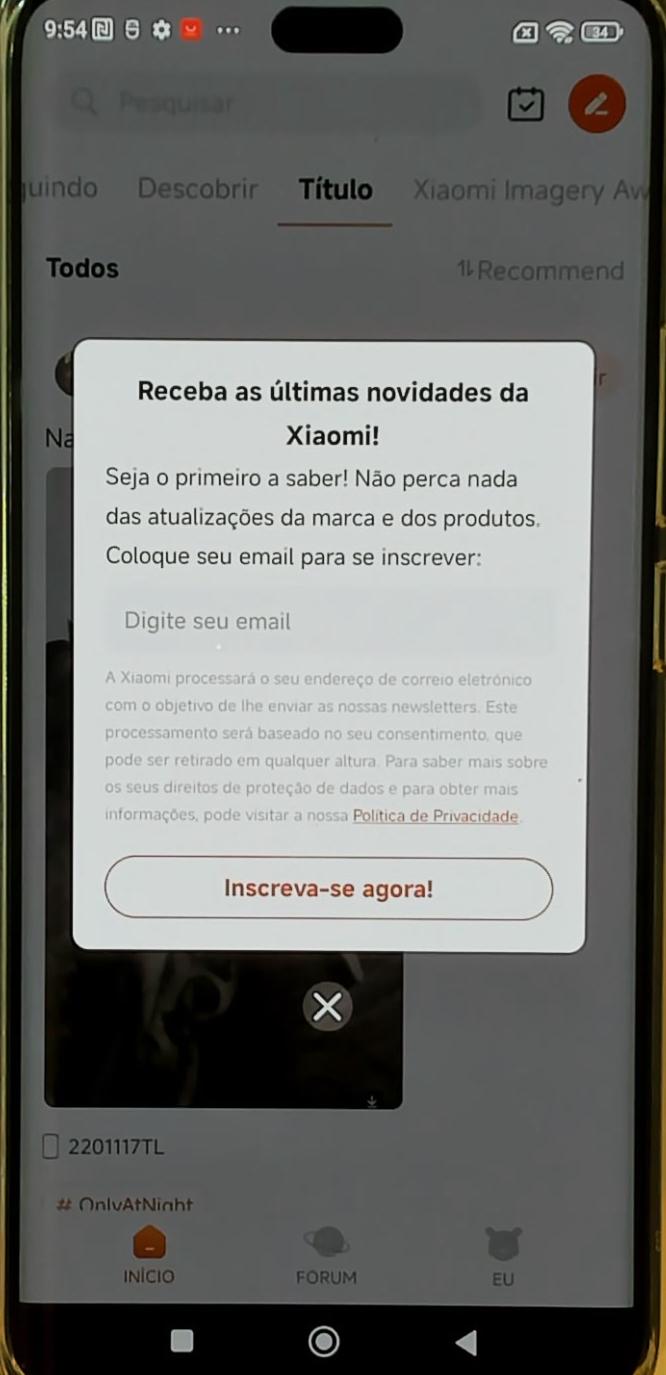 9:54
34
Pesquisar
guindo Descobrir Título Xiaomi Imagery Aw
Todos
Recommend
Na
Receba as últimas novidades da
Xiaomi!
Seja o primeiro a saber! Não perca nada
das atualizações da marca e dos produtos.
Coloque seu email para se inscrever:
Digite seu email
A Xiaomi processará o seu endereço de correio eletrónico
com o objetivo de lhe enviar as nossas newsletters. Este
processamento será baseado no seu consentimento, que
pode ser retirado em qualquer altura. Para saber mais sobre
os seus direitos de proteção de dados e para obter mais
informações, pode visitar a nossa Política de Privacidade.
Inscreva-se agora!
2201117TL
# OnlyAtNight
INÍCIO FORUM EU